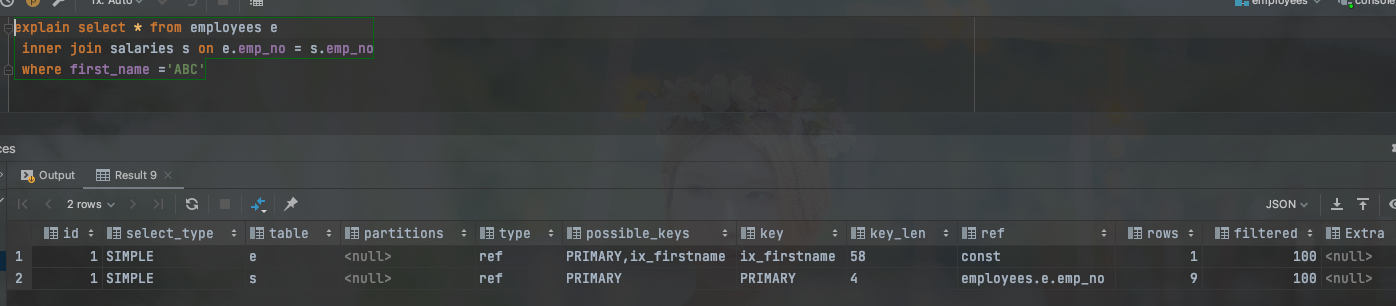 Tx: Auto
employees
console
explain select * from employees e
inner join salaries s on e.emp_no = s.emp_no
where first_name ='ABC'
ces
Output
Result 9
2 rows
JSON
id select_type table partitions type possible_keys key key_len ref rows filtered Extra
1 1 SIMPLE e <null> ref PRIMARY,ix_firstname ix_firstname 58 const 1 100 <null>
2 1 SIMPLE s <null> ref PRIMARY PRIMARY 4 employees.e.emp_no 9 100 <null>